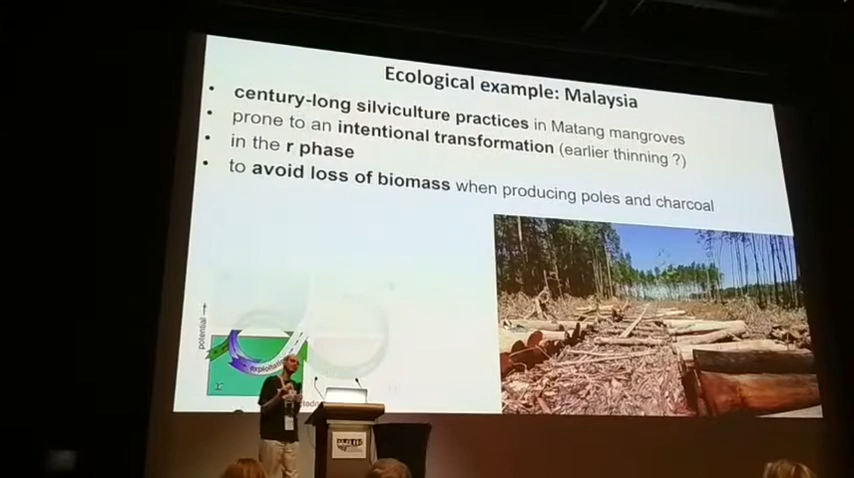 Ecological example: Malaysia
• century-long silviculture practices in Matang mangroves
• prone to an intentional transformation (earlier thinning ?)
• in the r phase
• to avoid loss of biomass when producing poles and charcoal
potential →
r